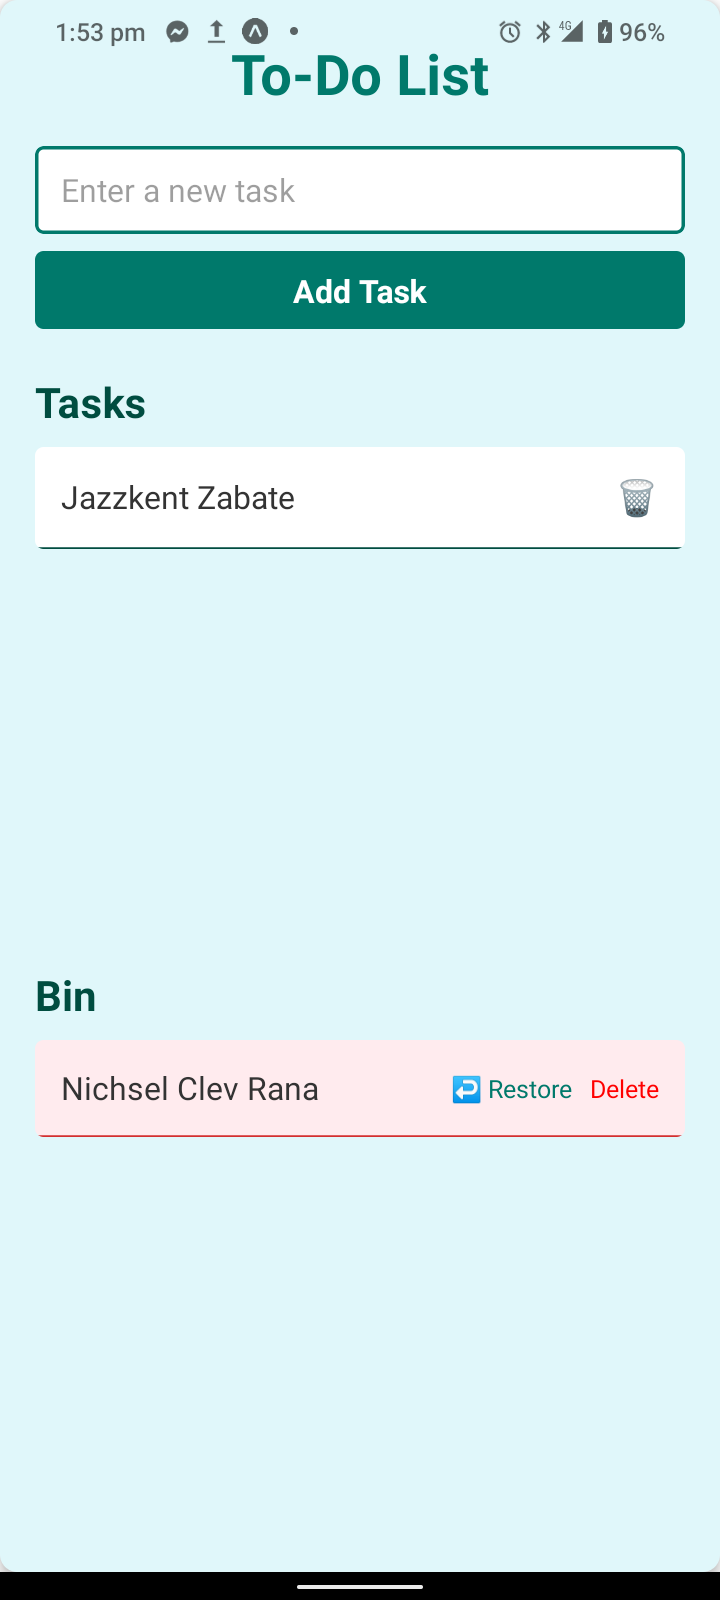 1:53 pm 4G 96%
To-Do List
Enter a new task
Add Task
Tasks
Jazzkent Zabate
Bin
Nichsel Clev Rana Restore Delete